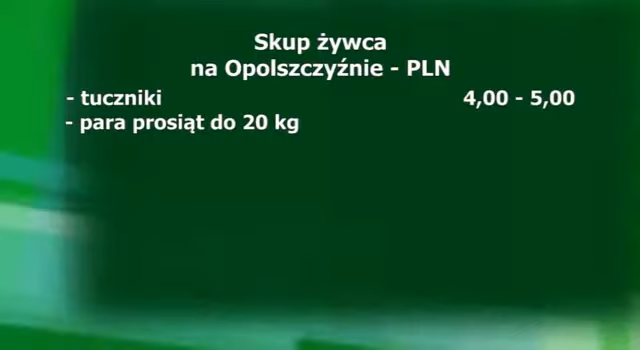 Skup żywca
na Opolszczyźnie - PLN
- tuczniki 4,00 - 5,00
- para prosiąt do 20 kg